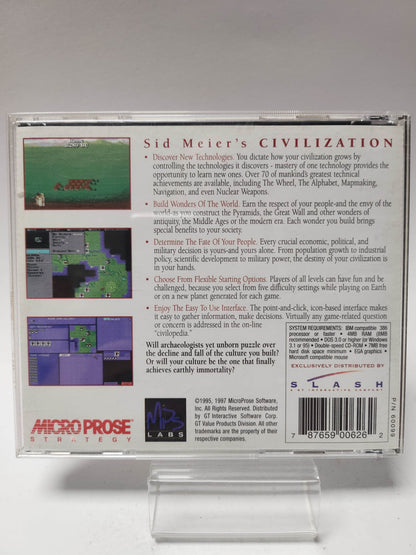 Sid Meier's CIVILIZATION
• Discover New Technologies. You dictate how your civilization grows by
controlling the technologies it discovers - mastery of one technology provides the
opportunity to learn new ones. Over 70 of mankind's greatest technical
achievements are available, including The Wheel, The Alphabet, Mapmaking,
Navigation, and even Nuclear Weapons.
• Build Wonders Of The World. Earn the respect of your people-and the envy of the
world-as you construct the Pyramids, the Great Wall and other wonders of
antiquity, the Middle Ages or the modern era. Each wonder you build brings
special benefits to your society.
• Determine The Fate Of Your People. Every crucial economic, political, and
military decision is yours-and yours alone. From population growth to industrial
policy, scientific development to military power, the destiny of your civilization is
in your hands.
• Choose From Flexible Starting Options. Players of all levels can have fun and be
challenged, because you select from five difficulty settings while playing on Earth
or on a new planet generated for each game.
• Enjoy The Easy To Use Interface. The point-and-click, icon-based interface makes
it easy to gather information, make decisions. Virtually any game-related question
or concern is addressed in the on-line
"civilopedia."
Will archaeologists yet unborn puzzle over
the decline and fall of the culture you built?
Or will your culture be the one that finally
achieves earthly immortality?
SYSTEM REQUIREMENTS: IBM compatible 386
processor or faster • 4MB RAM (8MB
recommended) • DOS 3.0 or higher (or Windows
3.1 or 95) • Double-speed CD-ROM • 7MB free
hard disk space minimum • EGA graphics •
Microsoft compatible mouse
EXCLUSIVELY DISTRIBUTED BY
SLASH
A GT INTERACTIVE COMPANY
P/N 60099
7 87659 00626 2
MICROPROSE
STRATEGY
MPS
LABS
©1995, 1997 MicroProse Software,
Inc. All Rights Reserved. Distributed
by GT Interactive Software Corp.
GT Value Products Division. All other
trademarks are the property of their
respective companies.